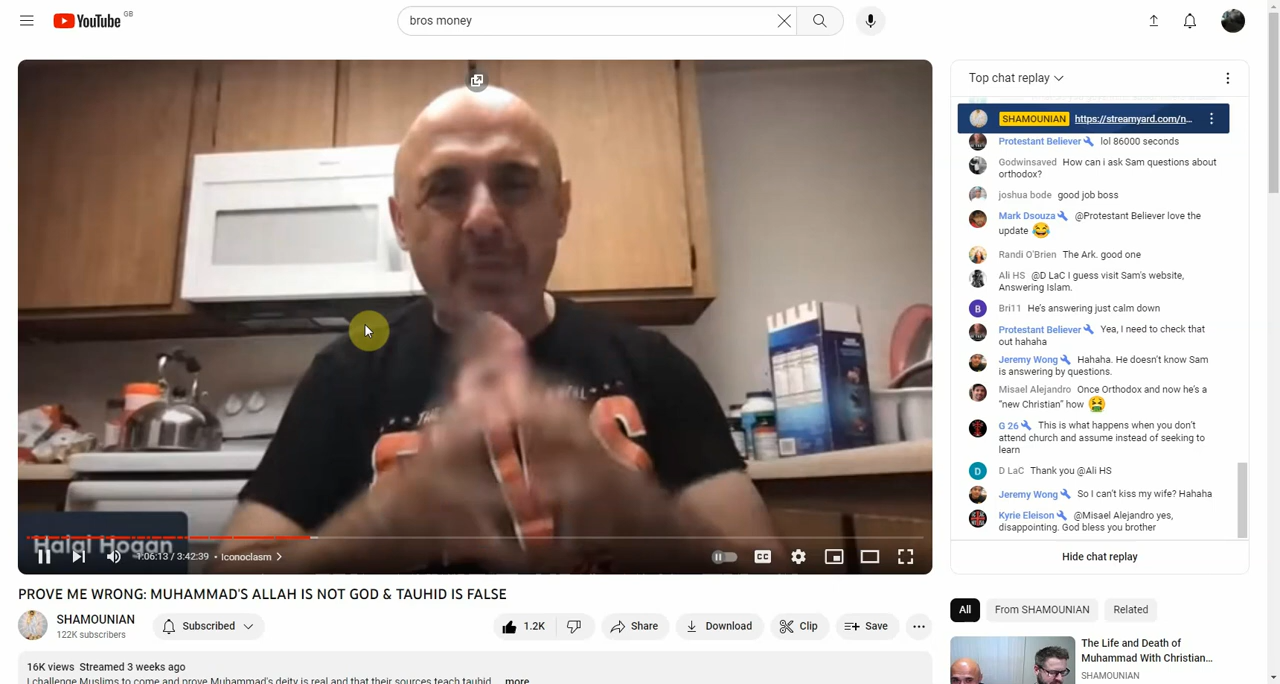 YouTube GB
bros money
Top chat replay
SHAMOUNIAN https://streamyard.com/n...
Protestant Believer lol 86000 seconds
Godwinsaved How can i ask Sam questions about
orthodox?
joshua bode good job boss
Mark Dsouza @Protestant Believer love the
update 😂
Randi O'Brien The Ark. good one
Ali HS @D LaC I guess visit Sam's website,
Answering Islam.
B Bri11 He's answering just calm down
Protestant Believer Yea, I need to check that
out hahaha
Jeremy Wong Hahaha. He doesn't know Sam
is answering by questions.
Misael Alejandro Once Orthodox and now he's a
"new Christian" how 🤮
G 26 This is what happens when you don't
attend church and assume instead of seeking to
learn
D D LaC Thank you @Ali HS
Jeremy Wong So I can't kiss my wife? Hahaha
Kyrie Eleison @Misael Alejandro yes,
disappointing. God bless you brother
Hide chat replay
THE
Halal Hogan
1:06:13 / 3:42:39 • Iconoclasm >
CC
PROVE ME WRONG: MUHAMMAD'S ALLAH IS NOT GOD & TAUHID IS FALSE
SHAMOUNIAN
122K subscribers
Subscribed
1.2K
Share
Download
Clip
Save
16K views Streamed 3 weeks ago
I challenge Muslims to come and prove Muhammad's deity is real and that their sources teach tauhid. ...more
All
From SHAMOUNIAN
Related
The Life and Death of
Muhammad With Christian...
SHAMOUNIAN